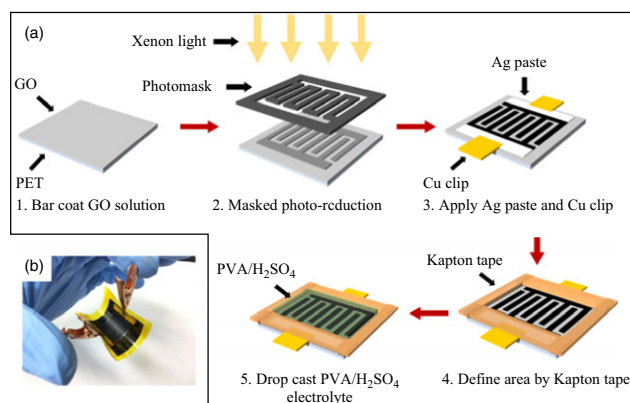 (a)
Xenon light
GO
Photomask
Ag paste
PET
Cu clip
1. Bar coat GO solution
2. Masked photo-rcduction
3. Apply Ag paste and Cu clip
(b)
PVA/H₂SO₄
Kapton tape
5. Drop cast PVA/H₂SO₄
electrolyte
4. Define area by Kapton tape